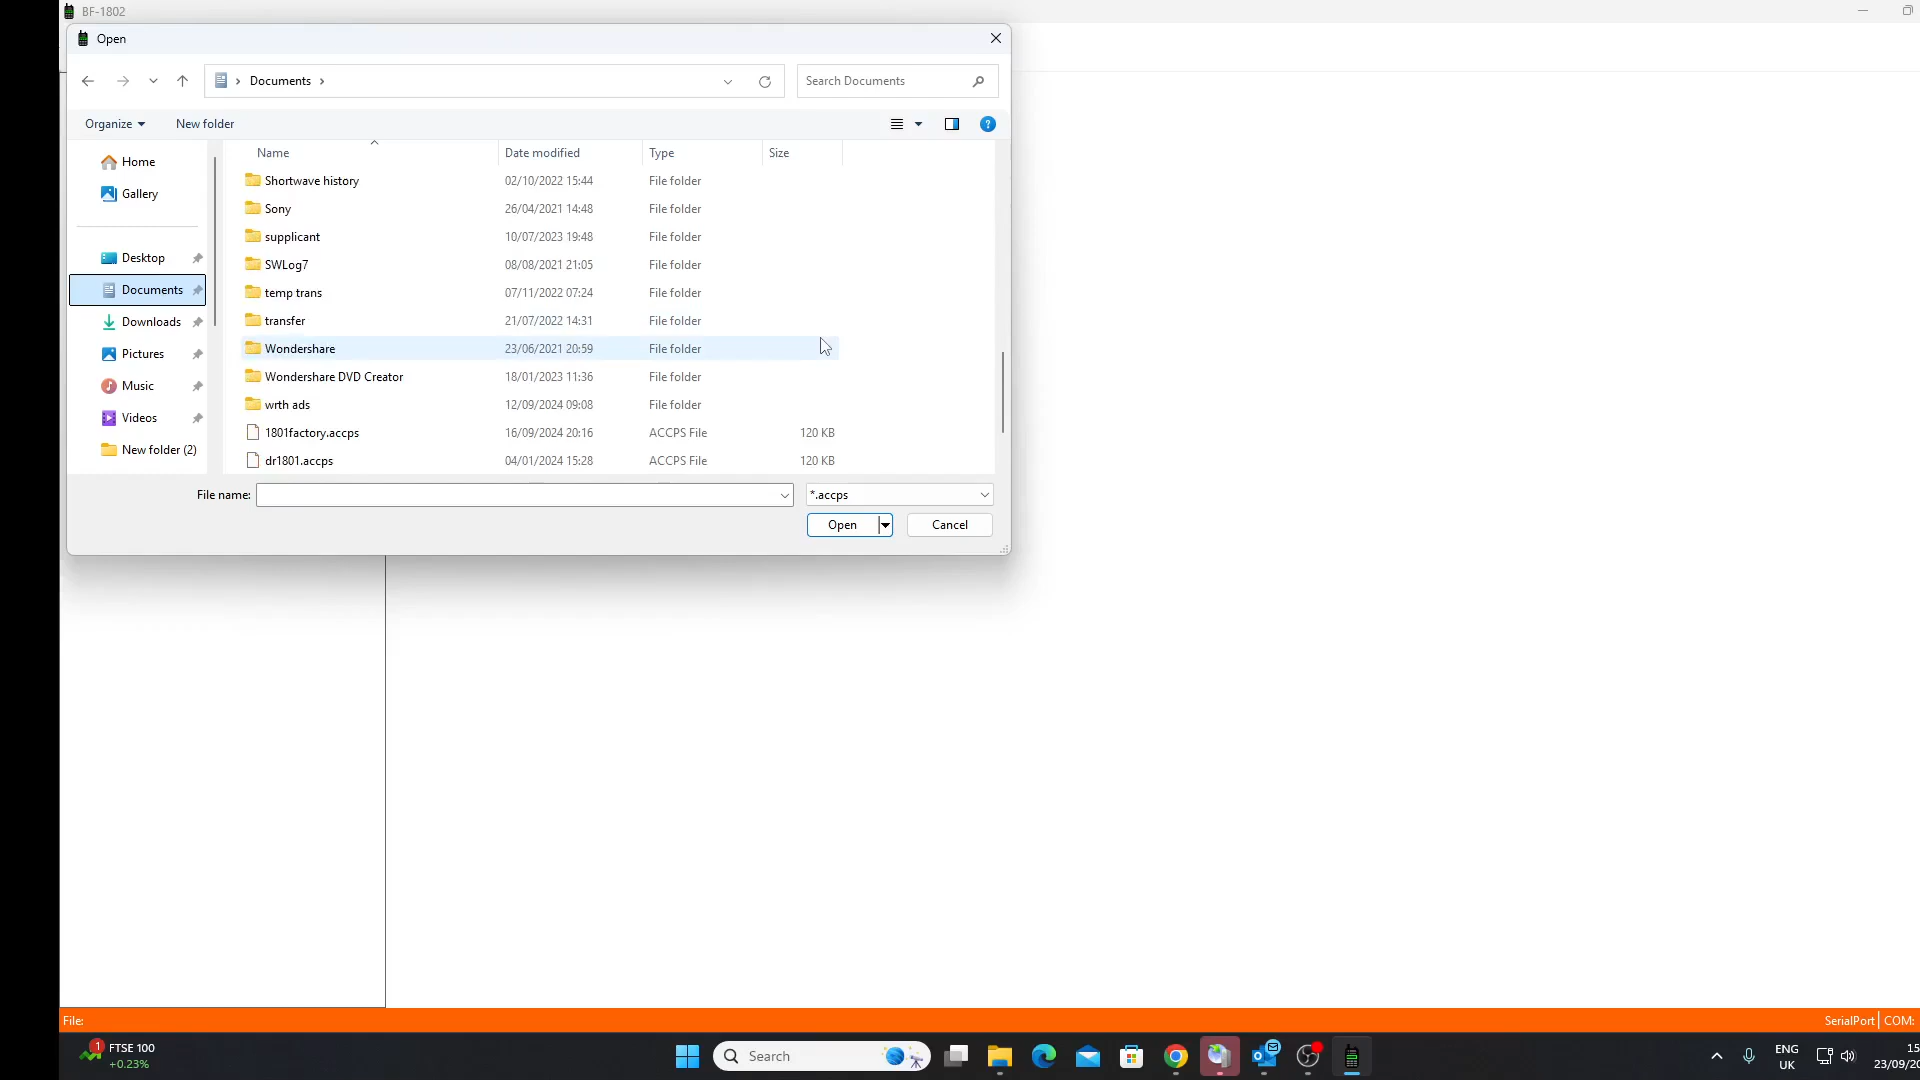 BF-1802
Open
Documents
Search Documents
Organize
New folder
Name Date modified Type Size
Home
Gallery
Desktop
Documents
Downloads
Pictures
Music
Videos
New folder (2)
Shortwave history 02/10/2022 15:44 File folder
Sony 26/04/2021 14:48 File folder
supplicant 10/07/2023 19:48 File folder
SWLog7 08/08/2021 21:05 File folder
temp trans 07/11/2022 07:24 File folder
transfer 21/07/2022 14:31 File folder
Wondershare 23/06/2021 20:59 File folder
Wondershare DVD Creator 18/01/2023 11:36 File folder
wrth ads 12/09/2024 09:08 File folder
1801factory.accps 16/09/2024 20:16 ACCPS File 120 KB
dr1801.accps 04/01/2024 15:28 ACCPS File 120 KB
File name: *.accps
Open Cancel
File: SerialPort COM:
1 FTSE 100
+0.23%
Search
ENG
UK
15
23/09/20